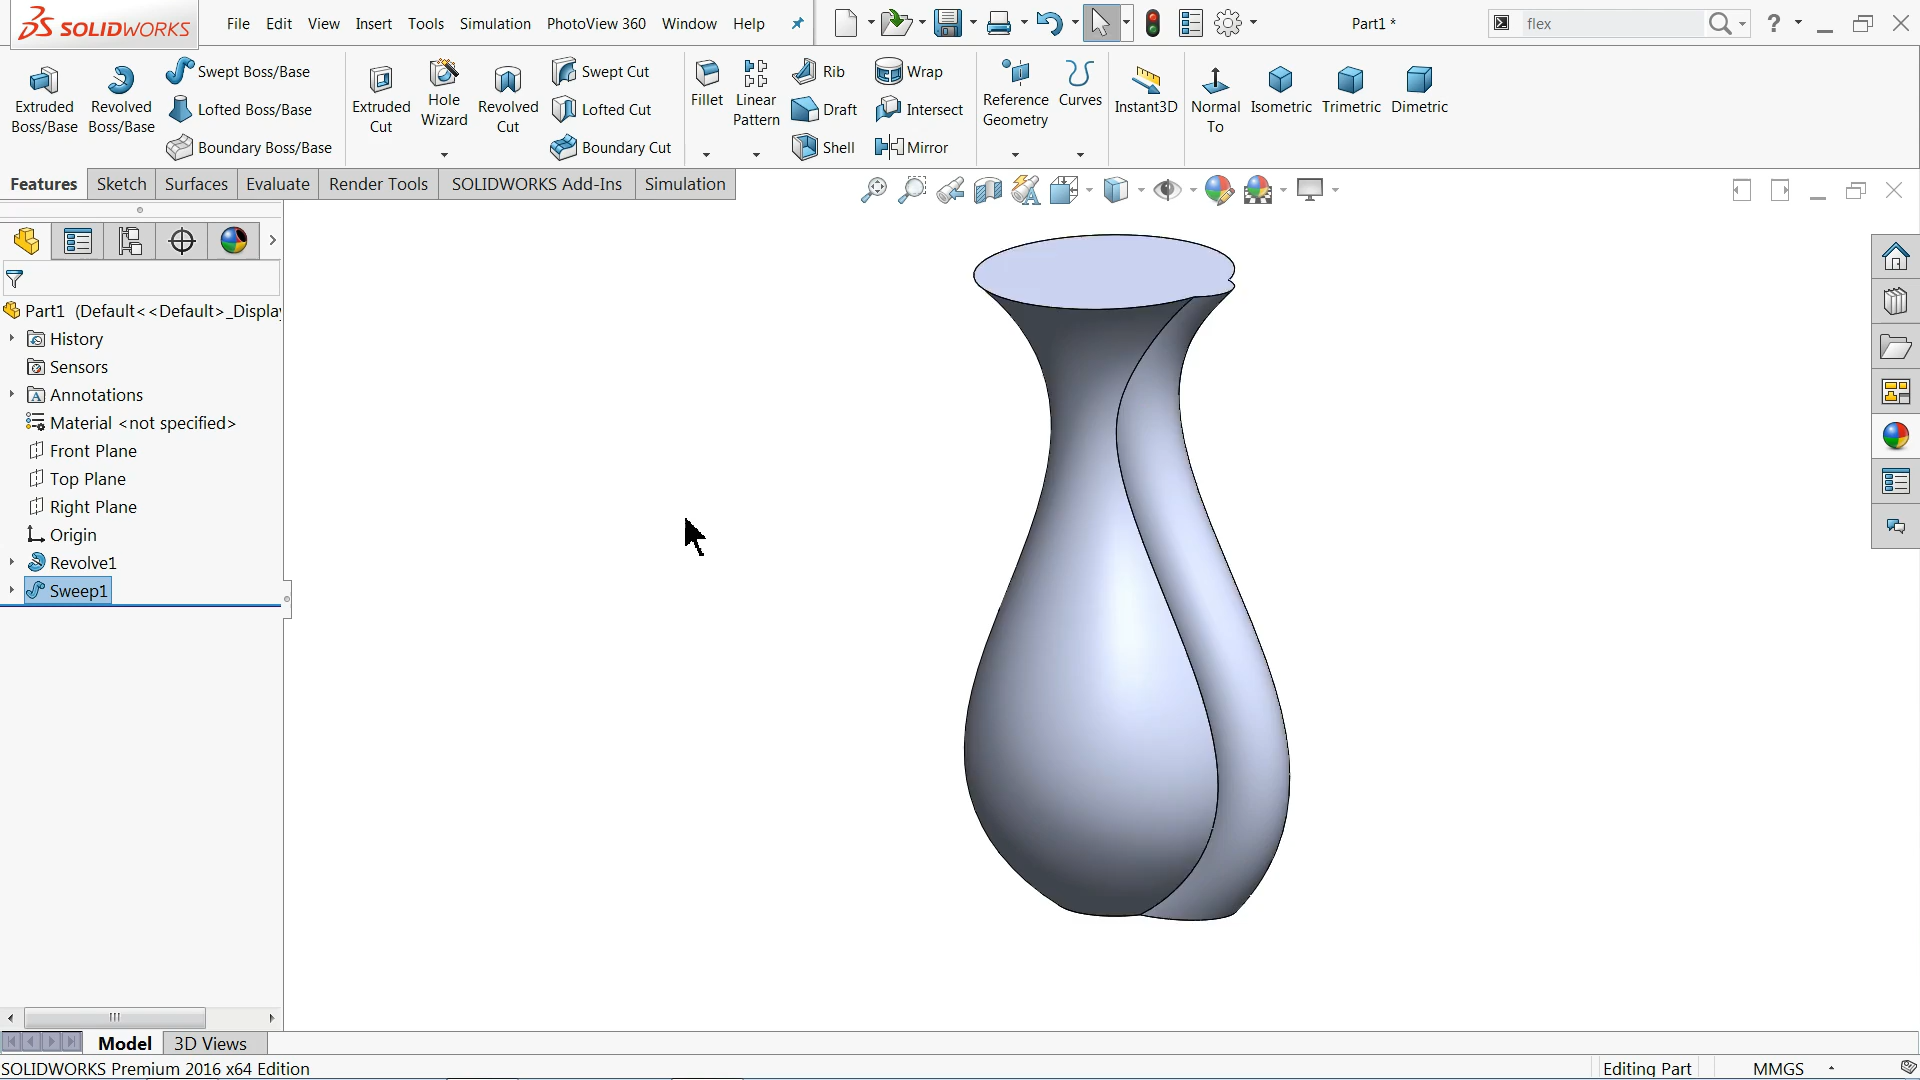 SOLIDWORKS File Edit View Insert Tools Simulation PhotoView 360 Window Help Part1 * flex ?
Extruded Boss/Base
Revolved Boss/Base
Swept Boss/Base
Lofted Boss/Base
Boundary Boss/Base
Extruded Cut
Hole Wizard
Revolved Cut
Swept Cut
Lofted Cut
Boundary Cut
Fillet
Linear Pattern
Rib
Draft
Shell
Wrap
Intersect
Mirror
Reference Geometry
Curves
Instant3D
Normal To
Isometric
Trimetric
Dimetric
Features Sketch Surfaces Evaluate Render Tools SOLIDWORKS Add-Ins Simulation
Part1 (Default<<Default>_Display
History
Sensors
Annotations
Material <not specified>
Front Plane
Top Plane
Right Plane
Origin
Revolve1
Sweep1
Model 3D Views
SOLIDWORKS Premium 2016 x64 Edition Editing Part MMGS